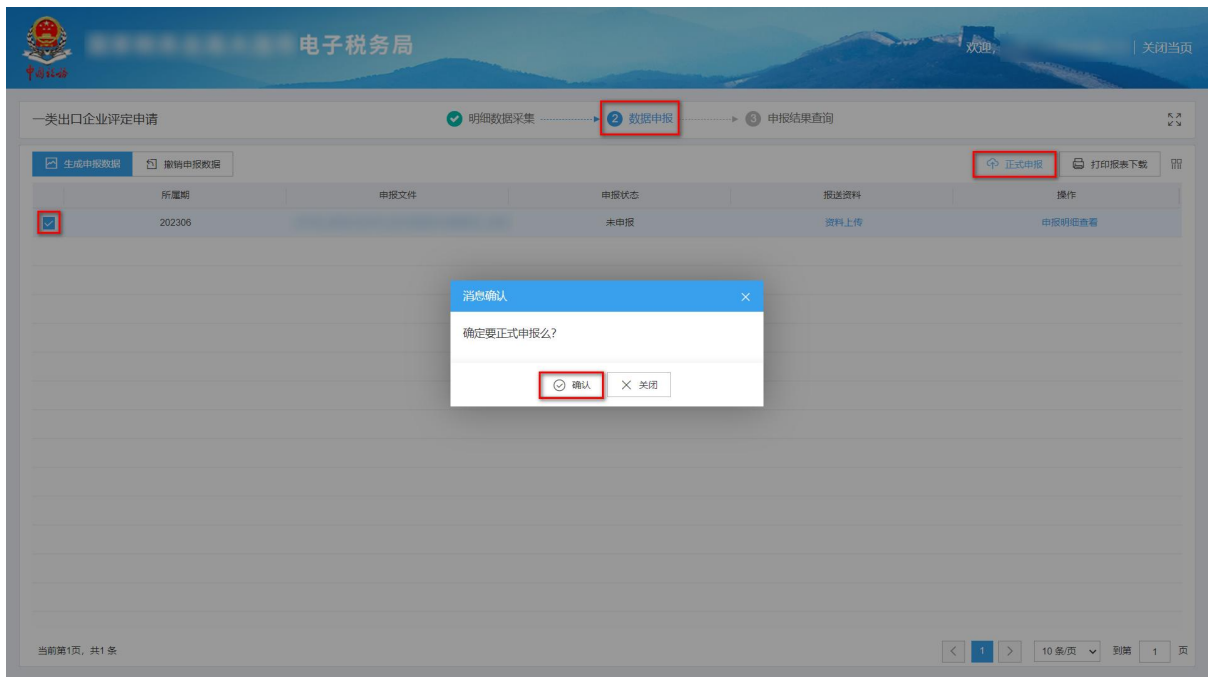 电子税务局
欢迎,
关闭当页
中国税务
一类出口企业评定申请
明细数据采集
2 数据申报
3 申报结果查询
生成申报数据
撤销申报数据
正式申报
打印报表下载
所属期
申报文件
申报状态
报送资料
操作
202306
未申报
资料上传
申报明细查看
消息确认
确定要正式申报么?
确认
关闭
当前第1页, 共1 条
1
10 条/页
到第 1 页